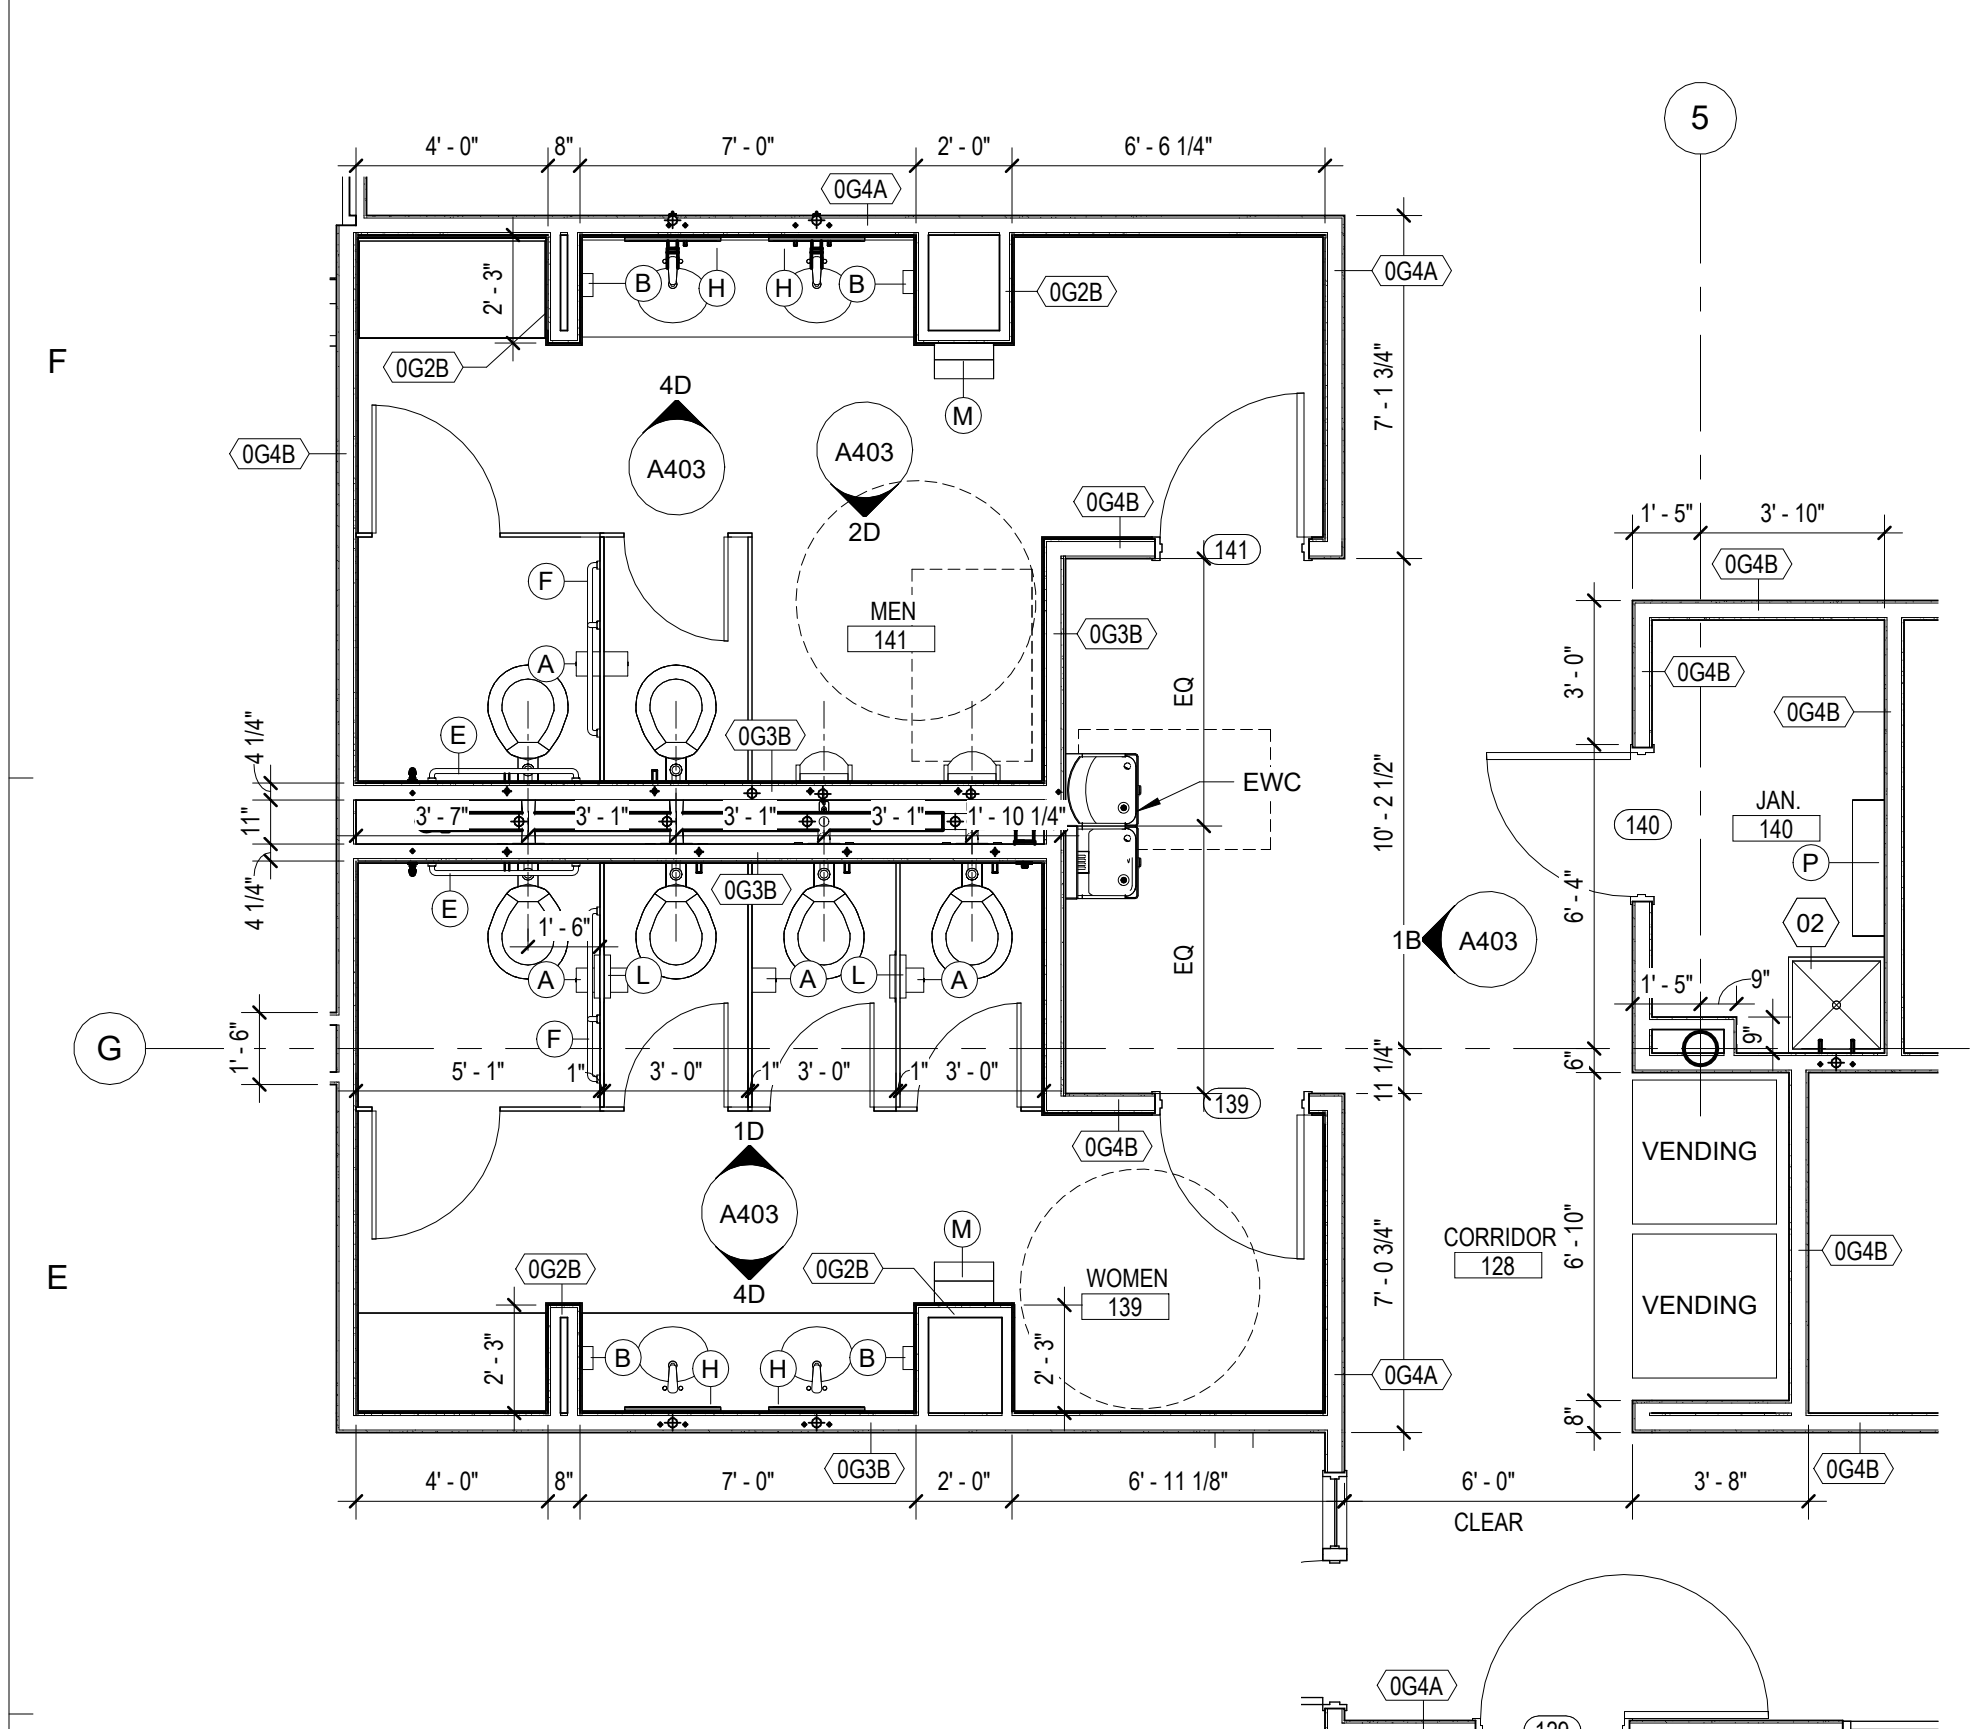 5
4' - 0"
8"
7' - 0"
2' - 0"
6' - 6 1/4"
0G4A
0G4A
2' - 3"
B
H
H
B
0G2B
F
0G2B
7' - 1 3/4"
4D
M
A403
A403
0G4B
2D
0G4B
1' - 5"
3' - 10"
141
0G4B
F
MEN
141
0G3B
A
3' - 0"
0G4B
EQ
0G4B
E
0G3B
4 1/4"
EWC
10' - 2 1/2"
JAN.
140
140
11"
3' - 7"
3' - 1"
3' - 1"
3' - 1"
1' - 10 1/4"
P
4 1/4"
E
0G3B
6' - 4"
1' - 6"
02
1B
A403
A
L
A
L
A
EQ
1' - 5"
9"
9"
F
G
1' - 6"
5' - 1"
1"
3' - 0"
1"
3' - 0"
1"
3' - 0"
11 1/4"
6"
139
1D
0G4B
VENDING
A403
M
CORRIDOR
128
6' - 10"
0G4B
7' - 0 3/4"
E
0G2B
0G2B
WOMEN
139
4D
VENDING
2' - 3"
B
H
H
B
2' - 3"
0G4A
8"
0G3B
0G4B
4' - 0"
8"
7' - 0"
2' - 0"
6' - 11 1/8"
6' - 0"
3' - 8"
CLEAR
0G4A
129